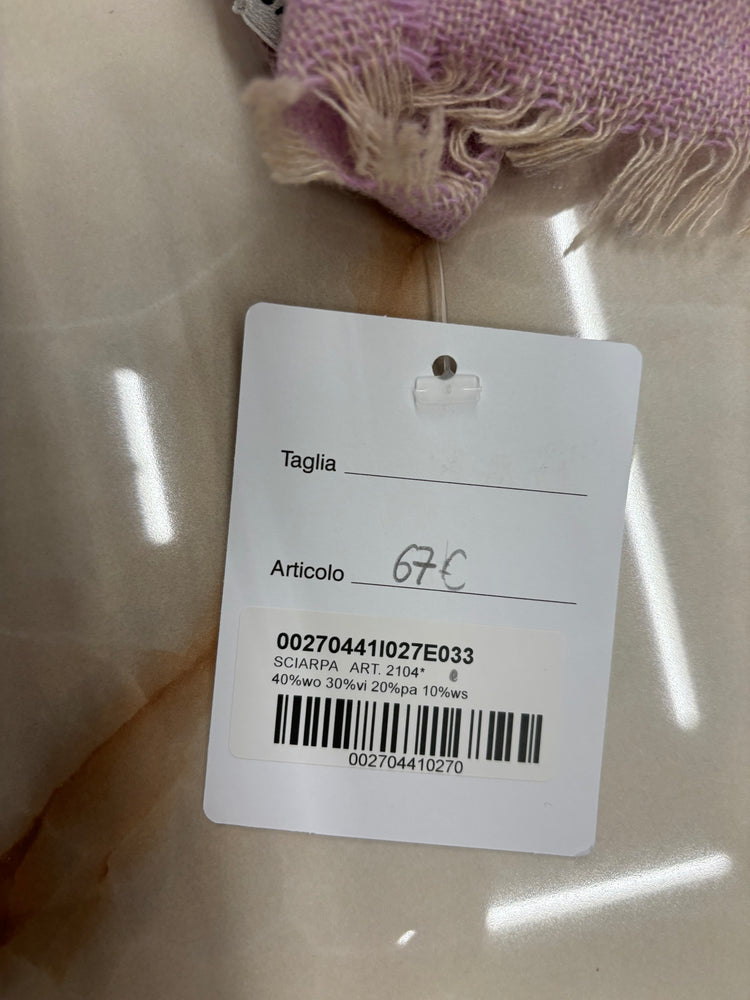 Taglia
Articolo 67€
00270441I027E033
SCIARPA ART. 2104*
40%wo 30%vi 20%pa 10%ws
002704410270